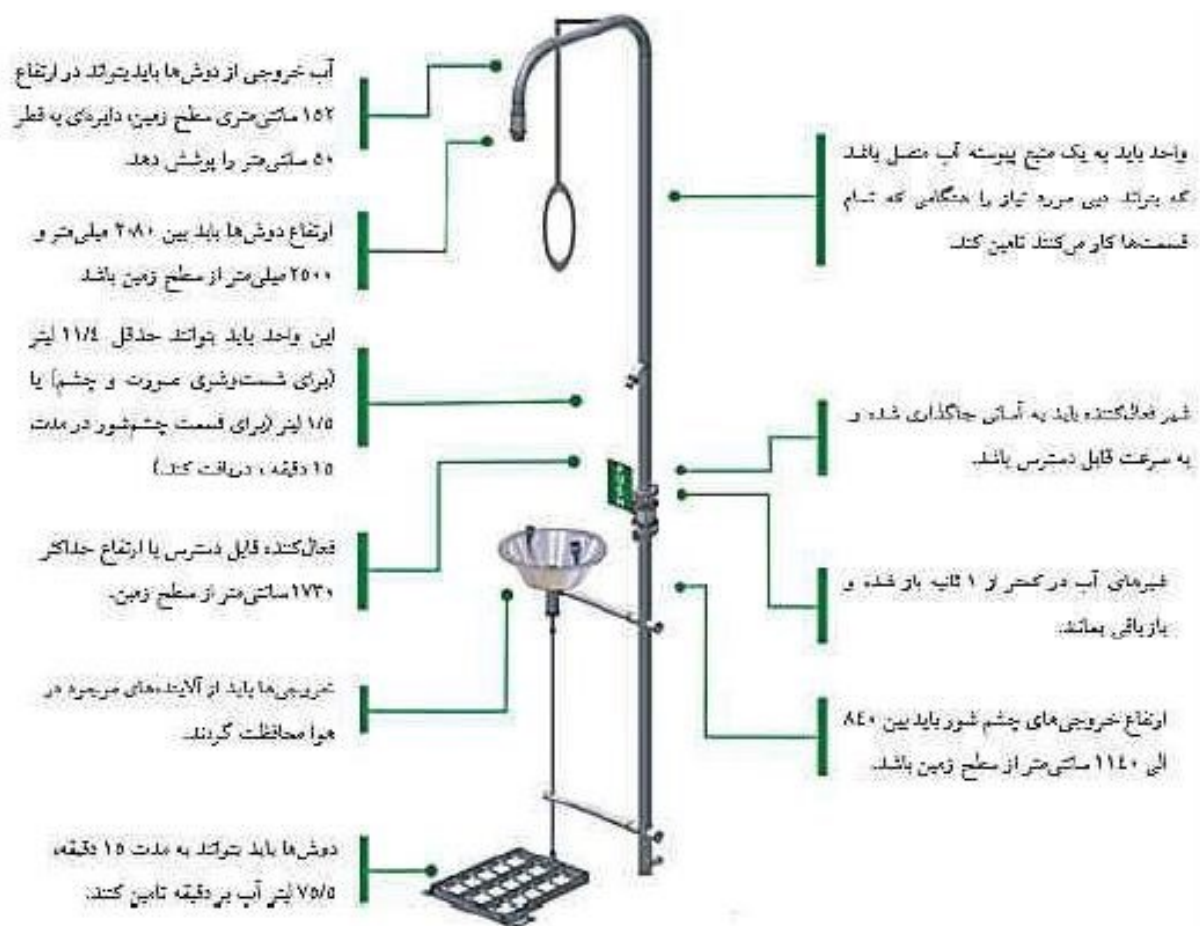 آب خروجی از دوش‌ها باید بتواند در ارتفاع
۱۵۲ سانتی‌متری سطح زمین، دایره‌ای به قطر
۵۰ سانتی‌متر را پوشش دهد.
ارتفاع دوش‌ها باید بین ۲۰۸۰ میلی‌متر و
۲۵۰۰ میلی‌متر از سطح زمین باشد
این واحد باید بتواند حداقل ۱۱/٤ لیتر
(برای شست‌وشوی صورت و چشم) یا
۱/۵ لیتر (برای قسمت چشم‌شور در مدت
۱۵ دقیقه، دریافت کند.)
فعال‌کننده قابل دسترس با ارتفاع حداکثر
۱۷۳۰ سانتی‌متر از سطح زمین.
خروجی‌ها باید از آلاینده‌های موجود در
هوا محافظت گردند.
دوش‌ها باید بتواند به مدت ۱۵ دقیقه،
۷۵/۵ لیتر آب بر دقیقه تامین کنند.
واحد باید به یک منبع پیوسته آب متصل باشد
که بتواند دبی مورد نیاز را هنگامی که تمام
قسمت‌ها کار می‌کنند تامین کند.
شیر فعال‌کننده باید به آسانی جاگذاری شده و
به سرعت قابل دسترس باشد.
شیرهای آب در کمتر از ۱ ثانیه باز شده و
باز باقی بمانند.
ارتفاع خروجی‌های چشم شور باید بین ۸٤۰
الی ۱۱٤۰ سانتی‌متر از سطح زمین باشد.